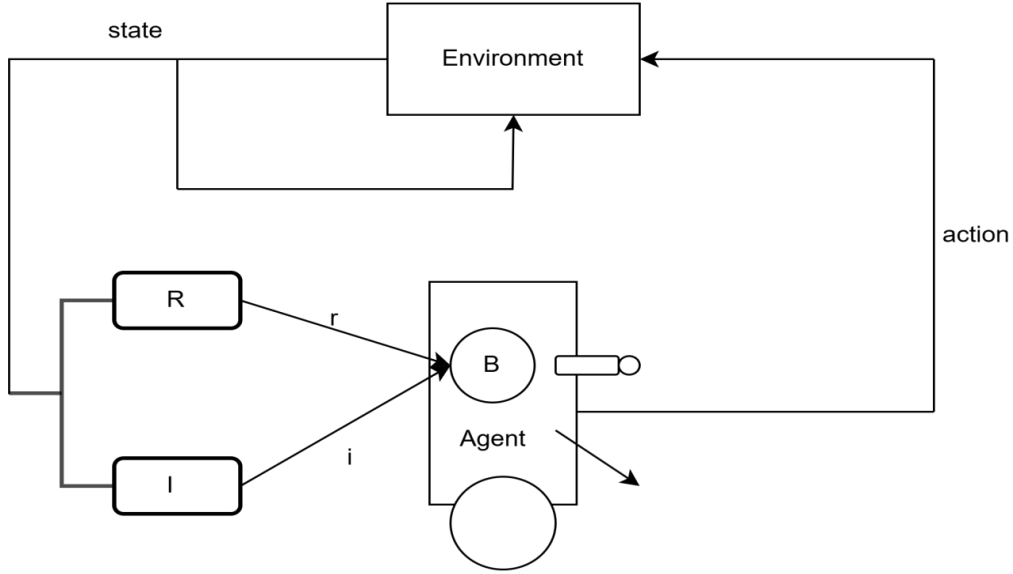 state
Environment
action
R
r
B
Agent
i
I